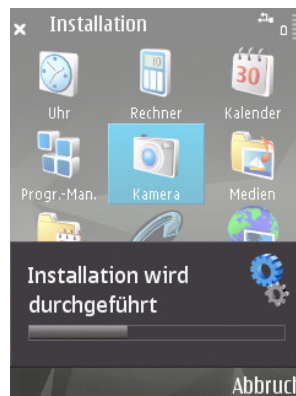 Installation
10
30
Uhr
Rechner
Kalender
Progr.-Man.
Kamera
Medien
Installation wird
durchgeführt
Abbruch